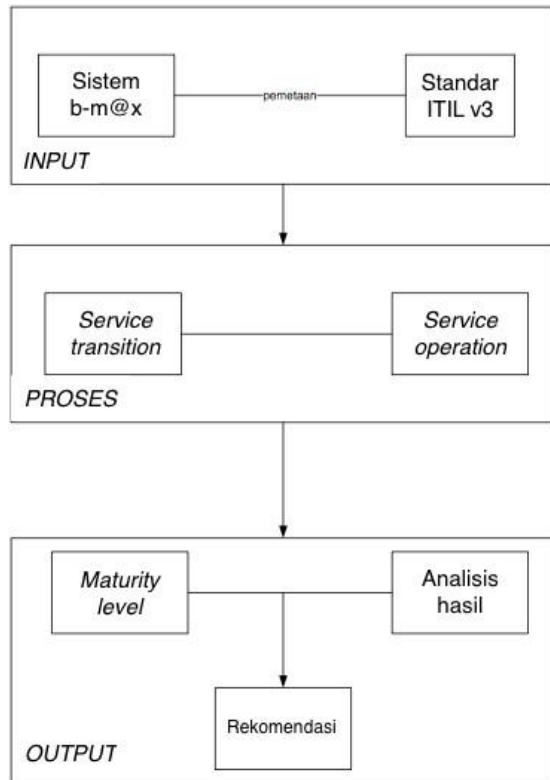 Sistem
b-m@x
pemetaan
Standar
ITIL v3
INPUT
Service
transition
Service
operation
PROSES
Maturity
level
Analisis
hasil
Rekomendasi
OUTPUT